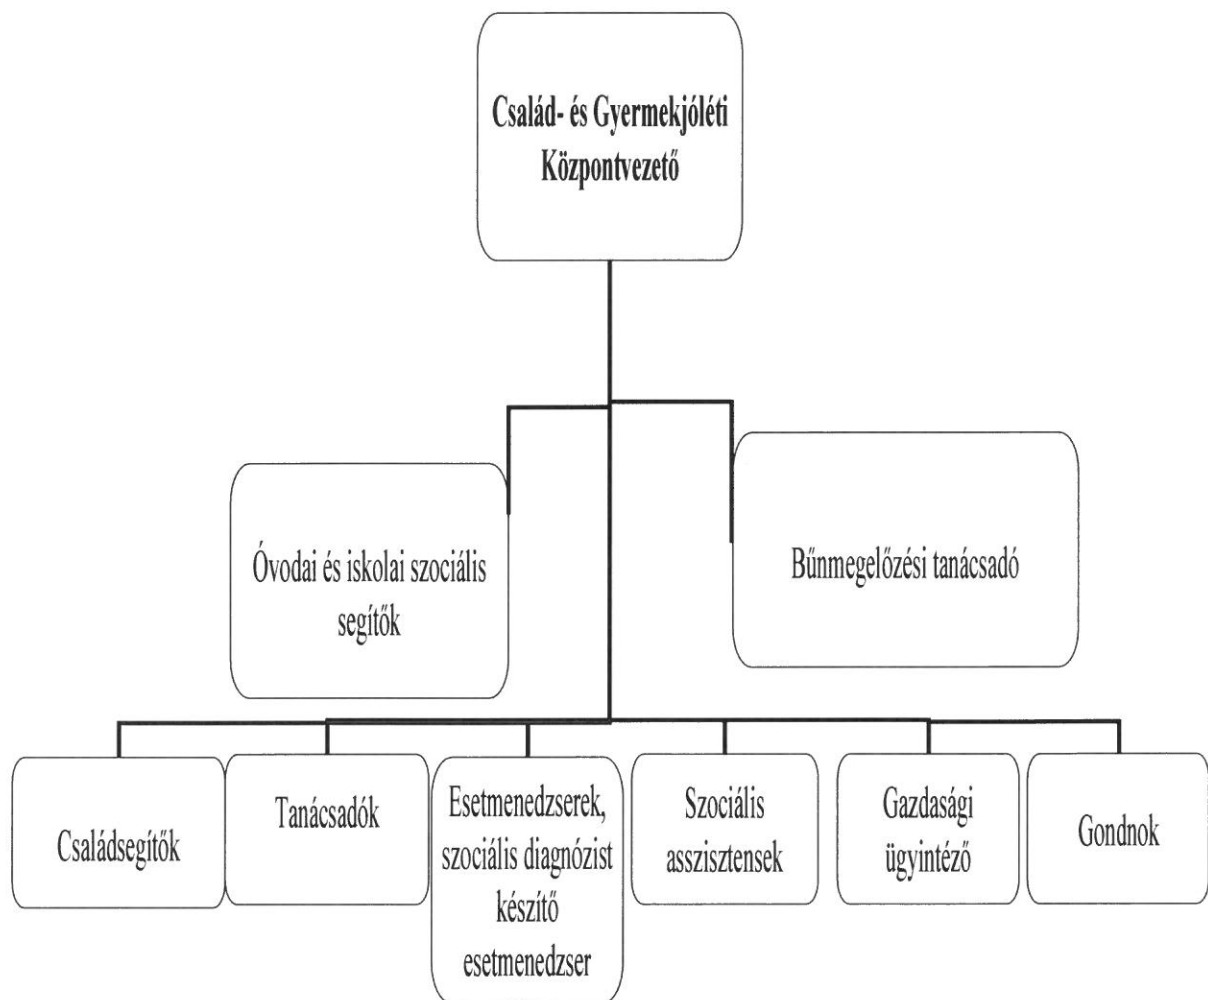 Család- és Gyermekjóléti
Központvezető
Óvodai és iskolai szociális
segítők
Bűnmegelőzési tanácsadó
Családsegítők
Tanácsadók
Esetmenedzserek,
szociális diagnózist
készítő
esetmenedzser
Szociális
asszisztensek
Gazdasági
ügyintéző
Gondnok